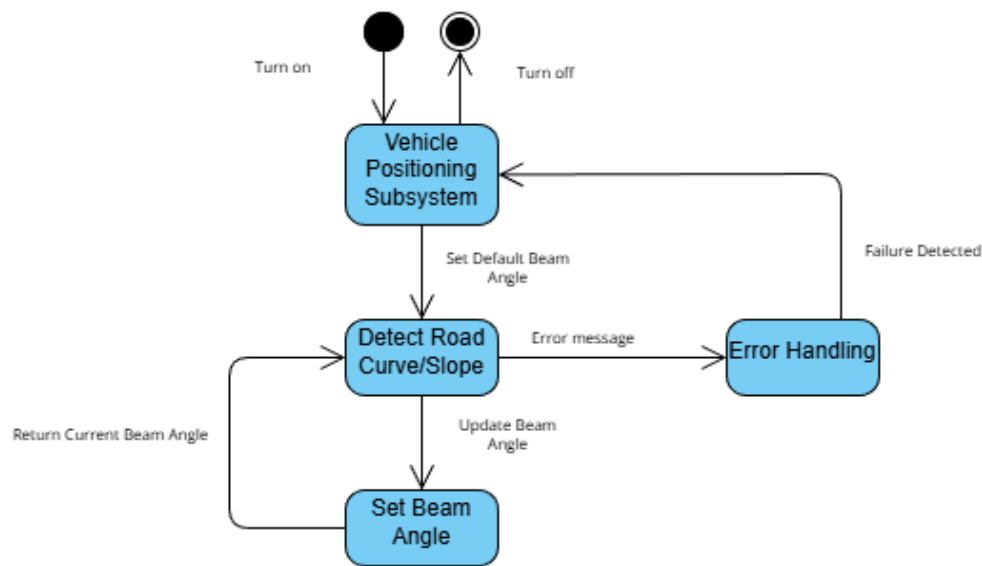 Turn on
Turn off
Vehicle
Positioning
Subsystem
Set Default Beam
Angle
Failure Detected
Detect Road
Curve/Slope
Error message
Error Handling
Return Current Beam Angle
Update Beam
Angle
Set Beam
Angle